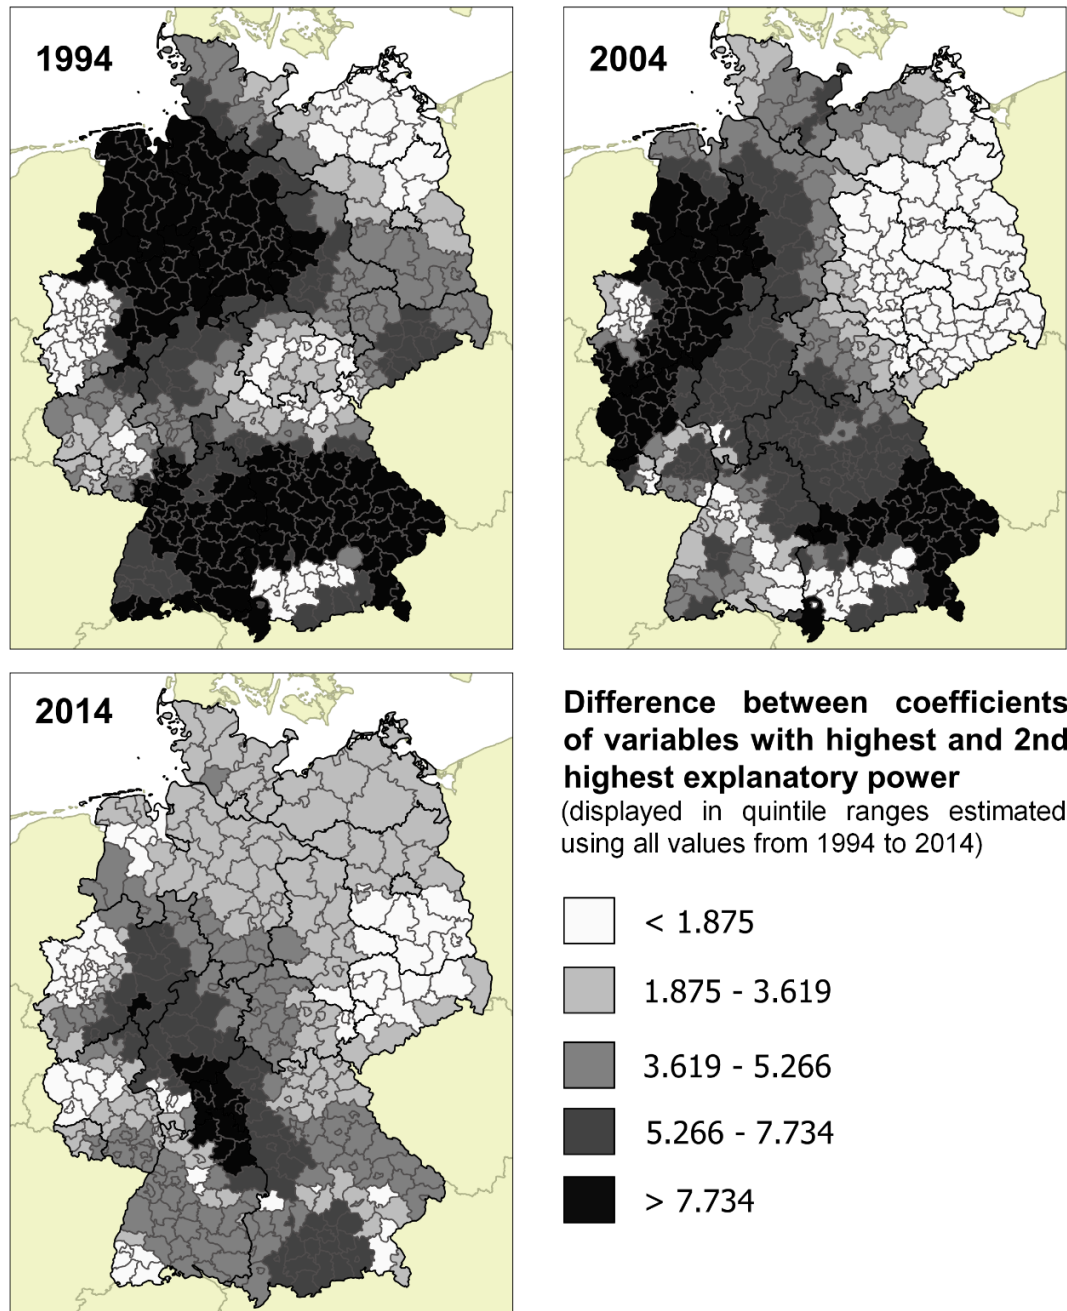 1994
2004
2014
Difference between coefficients
of variables with highest and 2nd
highest explanatory power
(displayed in quintile ranges estimated
using all values from 1994 to 2014)
< 1.875
1.875 - 3.619
3.619 - 5.266
5.266 - 7.734
> 7.734